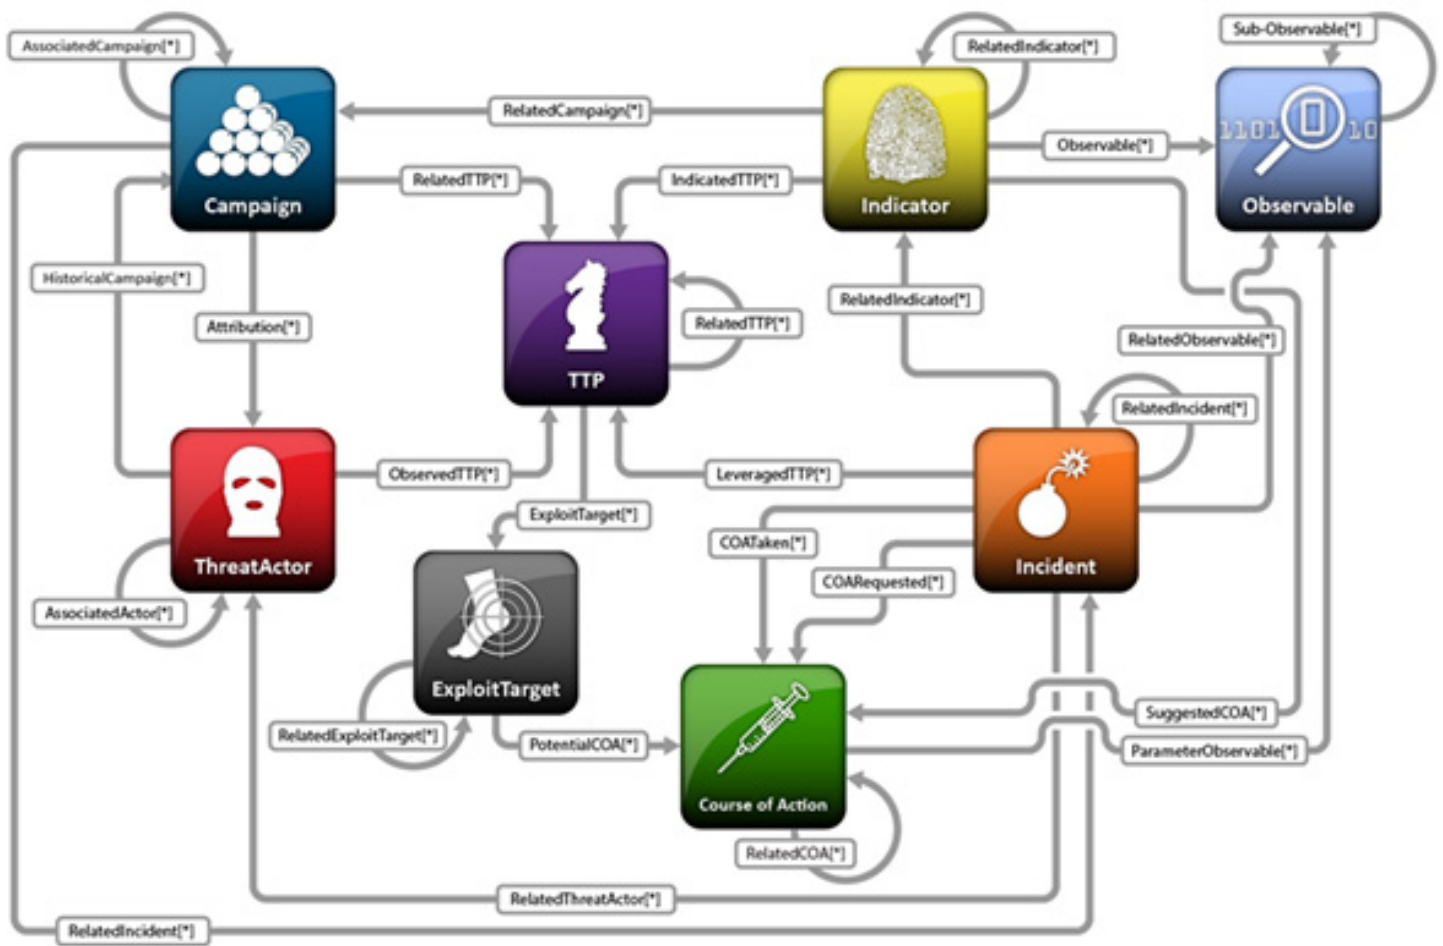 AssociatedCampaign[*]
RelatedIndicator[*]
Sub-Observable[*]
RelatedCampaign[*]
1101 0 10
Observable[*]
RelatedTTP[*]
IndicatedTTP[*]
Campaign
Indicator
Observable
HistoricalCampaign[*]
RelatedIndicator[*]
Attribution[*]
RelatedTTP[*]
RelatedObservable[*]
TTP
RelatedIncident[*]
ObservedTTP[*]
LeveragedTTP[*]
ExploitTarget[*]
COATaken[*]
ThreatActor
COARequested[*]
Incident
AssociatedActor[*]
ExploitTarget
SuggestedCOA[*]
RelatedExploitTarget[*]
PotentialCOA[*]
ParameterObservable[*]
Course of Action
RelatedCOA[*]
RelatedThreatActor[*]
RelatedIncident[*]